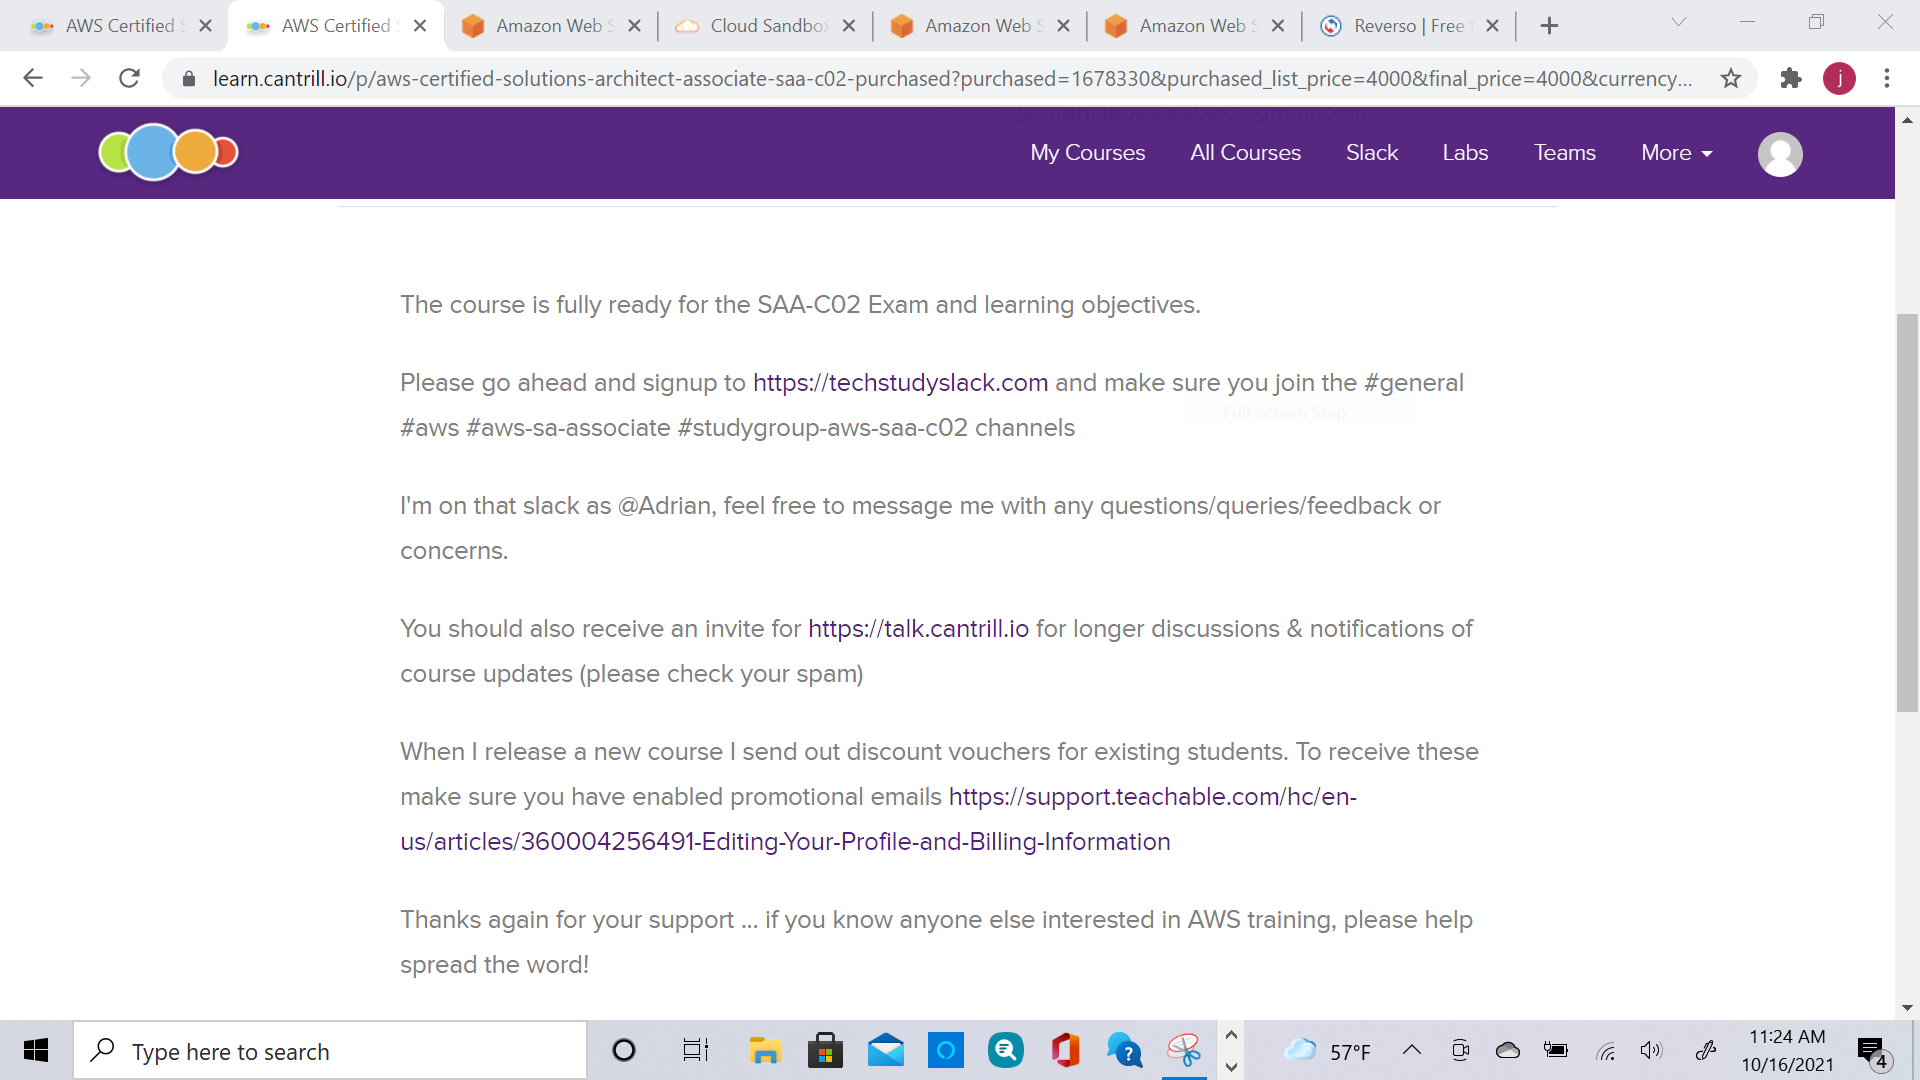 AWS Certified S
AWS Certified S
Amazon Web S
Cloud Sandbox
Amazon Web S
Amazon Web S
Reverso | Free t
learn.cantrill.io/p/aws-certified-solutions-architect-associate-saa-c02-purchased?purchased=1678330&purchased_list_price=4000&final_price=4000&currency...
j
My Courses
All Courses
Slack
Labs
Teams
More
The course is fully ready for the SAA-C02 Exam and learning objectives.
Please go ahead and signup to https://techstudyslack.com and make sure you join the #general
Full-screen Snip
#aws #aws-sa-associate #studygroup-aws-saa-c02 channels
I'm on that slack as @Adrian, feel free to message me with any questions/queries/feedback or
concerns.
You should also receive an invite for https://talk.cantrill.io for longer discussions & notifications of
course updates (please check your spam)
When I release a new course I send out discount vouchers for existing students. To receive these
make sure you have enabled promotional emails https://support.teachable.com/hc/en-
us/articles/360004256491-Editing-Your-Profile-and-Billing-Information
Thanks again for your support ... if you know anyone else interested in AWS training, please help
spread the word!
Type here to search
57°F
11:24 AM
10/16/2021
4